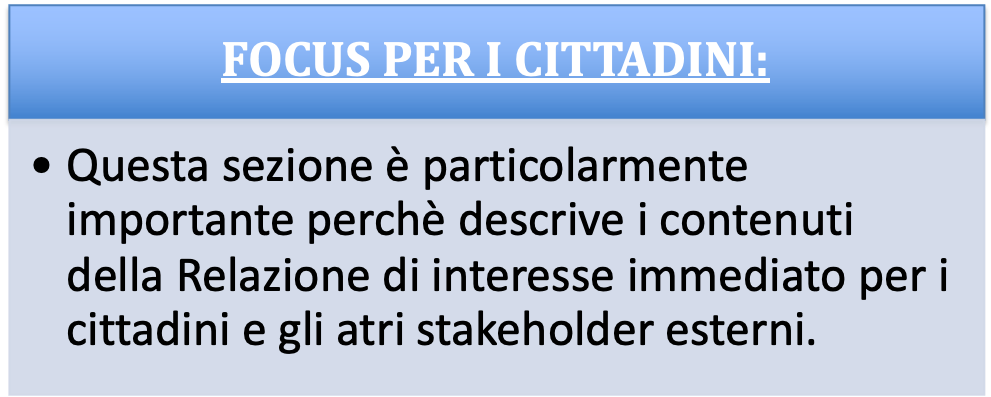 FOCUS PER I CITTADINI:
• Questa sezione è particolarmente
importante perchè descrive i contenuti
della Relazione di interesse immediato per i
cittadini e gli atri stakeholder esterni.